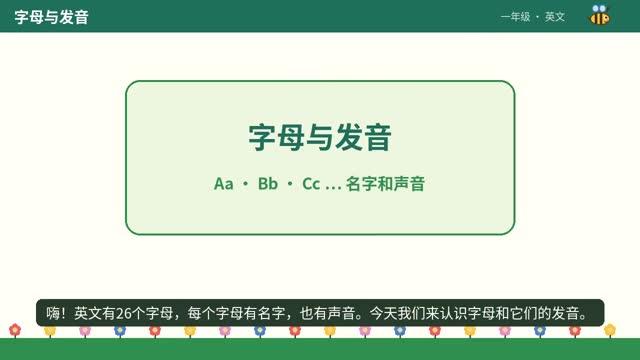 字母与发音
一年级 · 英文
字母与发音
Aa · Bb · Cc … 名字和声音
嗨！英文有26个字母，每个字母有名字，也有声音。今天我们来认识字母和它们的发音。